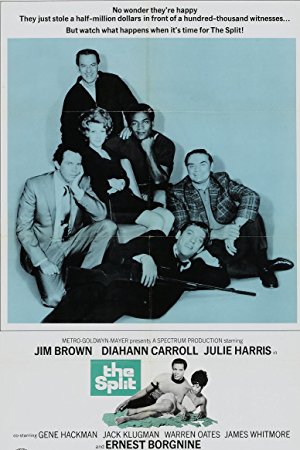 No wonder they're happy
They just stole a half-million dollars in front of a hundred-thousand witnesses...
But watch what happens when it's time for The Split!
METRO-GOLDWYN-MAYER presents A SPECTRUM PRODUCTION starring
JIM BROWN DIAHANN CARROLL JULIE HARRIS in
the
Split
co-starring GENE HACKMAN JACK KLUGMAN WARREN OATES JAMES WHITMORE
and ERNEST BORGNINE